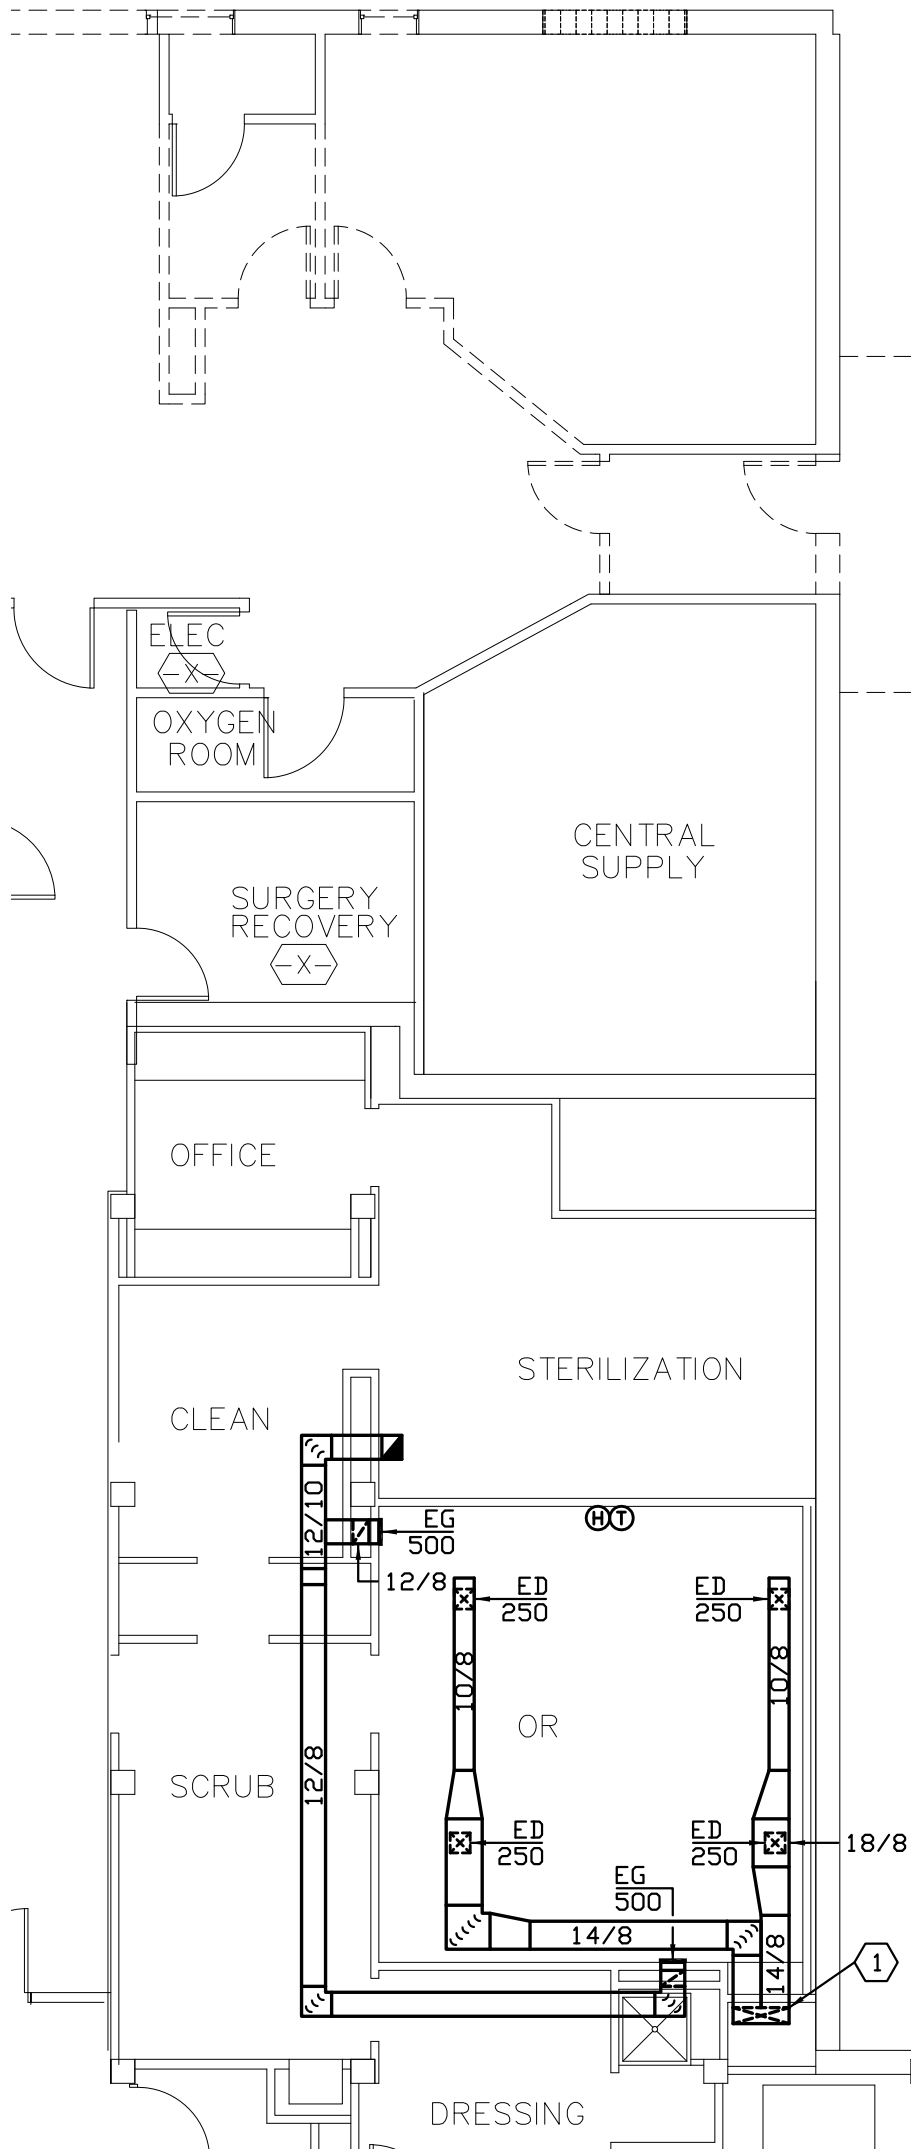 ELEC
-X-
OXYGEN
ROOM
CENTRAL
SUPPLY
SURGERY
RECOVERY
-X-
OFFICE
STERILIZATION
CLEAN
12/10
EG
500
H T
12/8
ED
250
ED
250
10/8
10/8
OR
12/8
SCRUB
ED
250
ED
250
18/8
EG
500
14/8
14/8
1
DRESSING